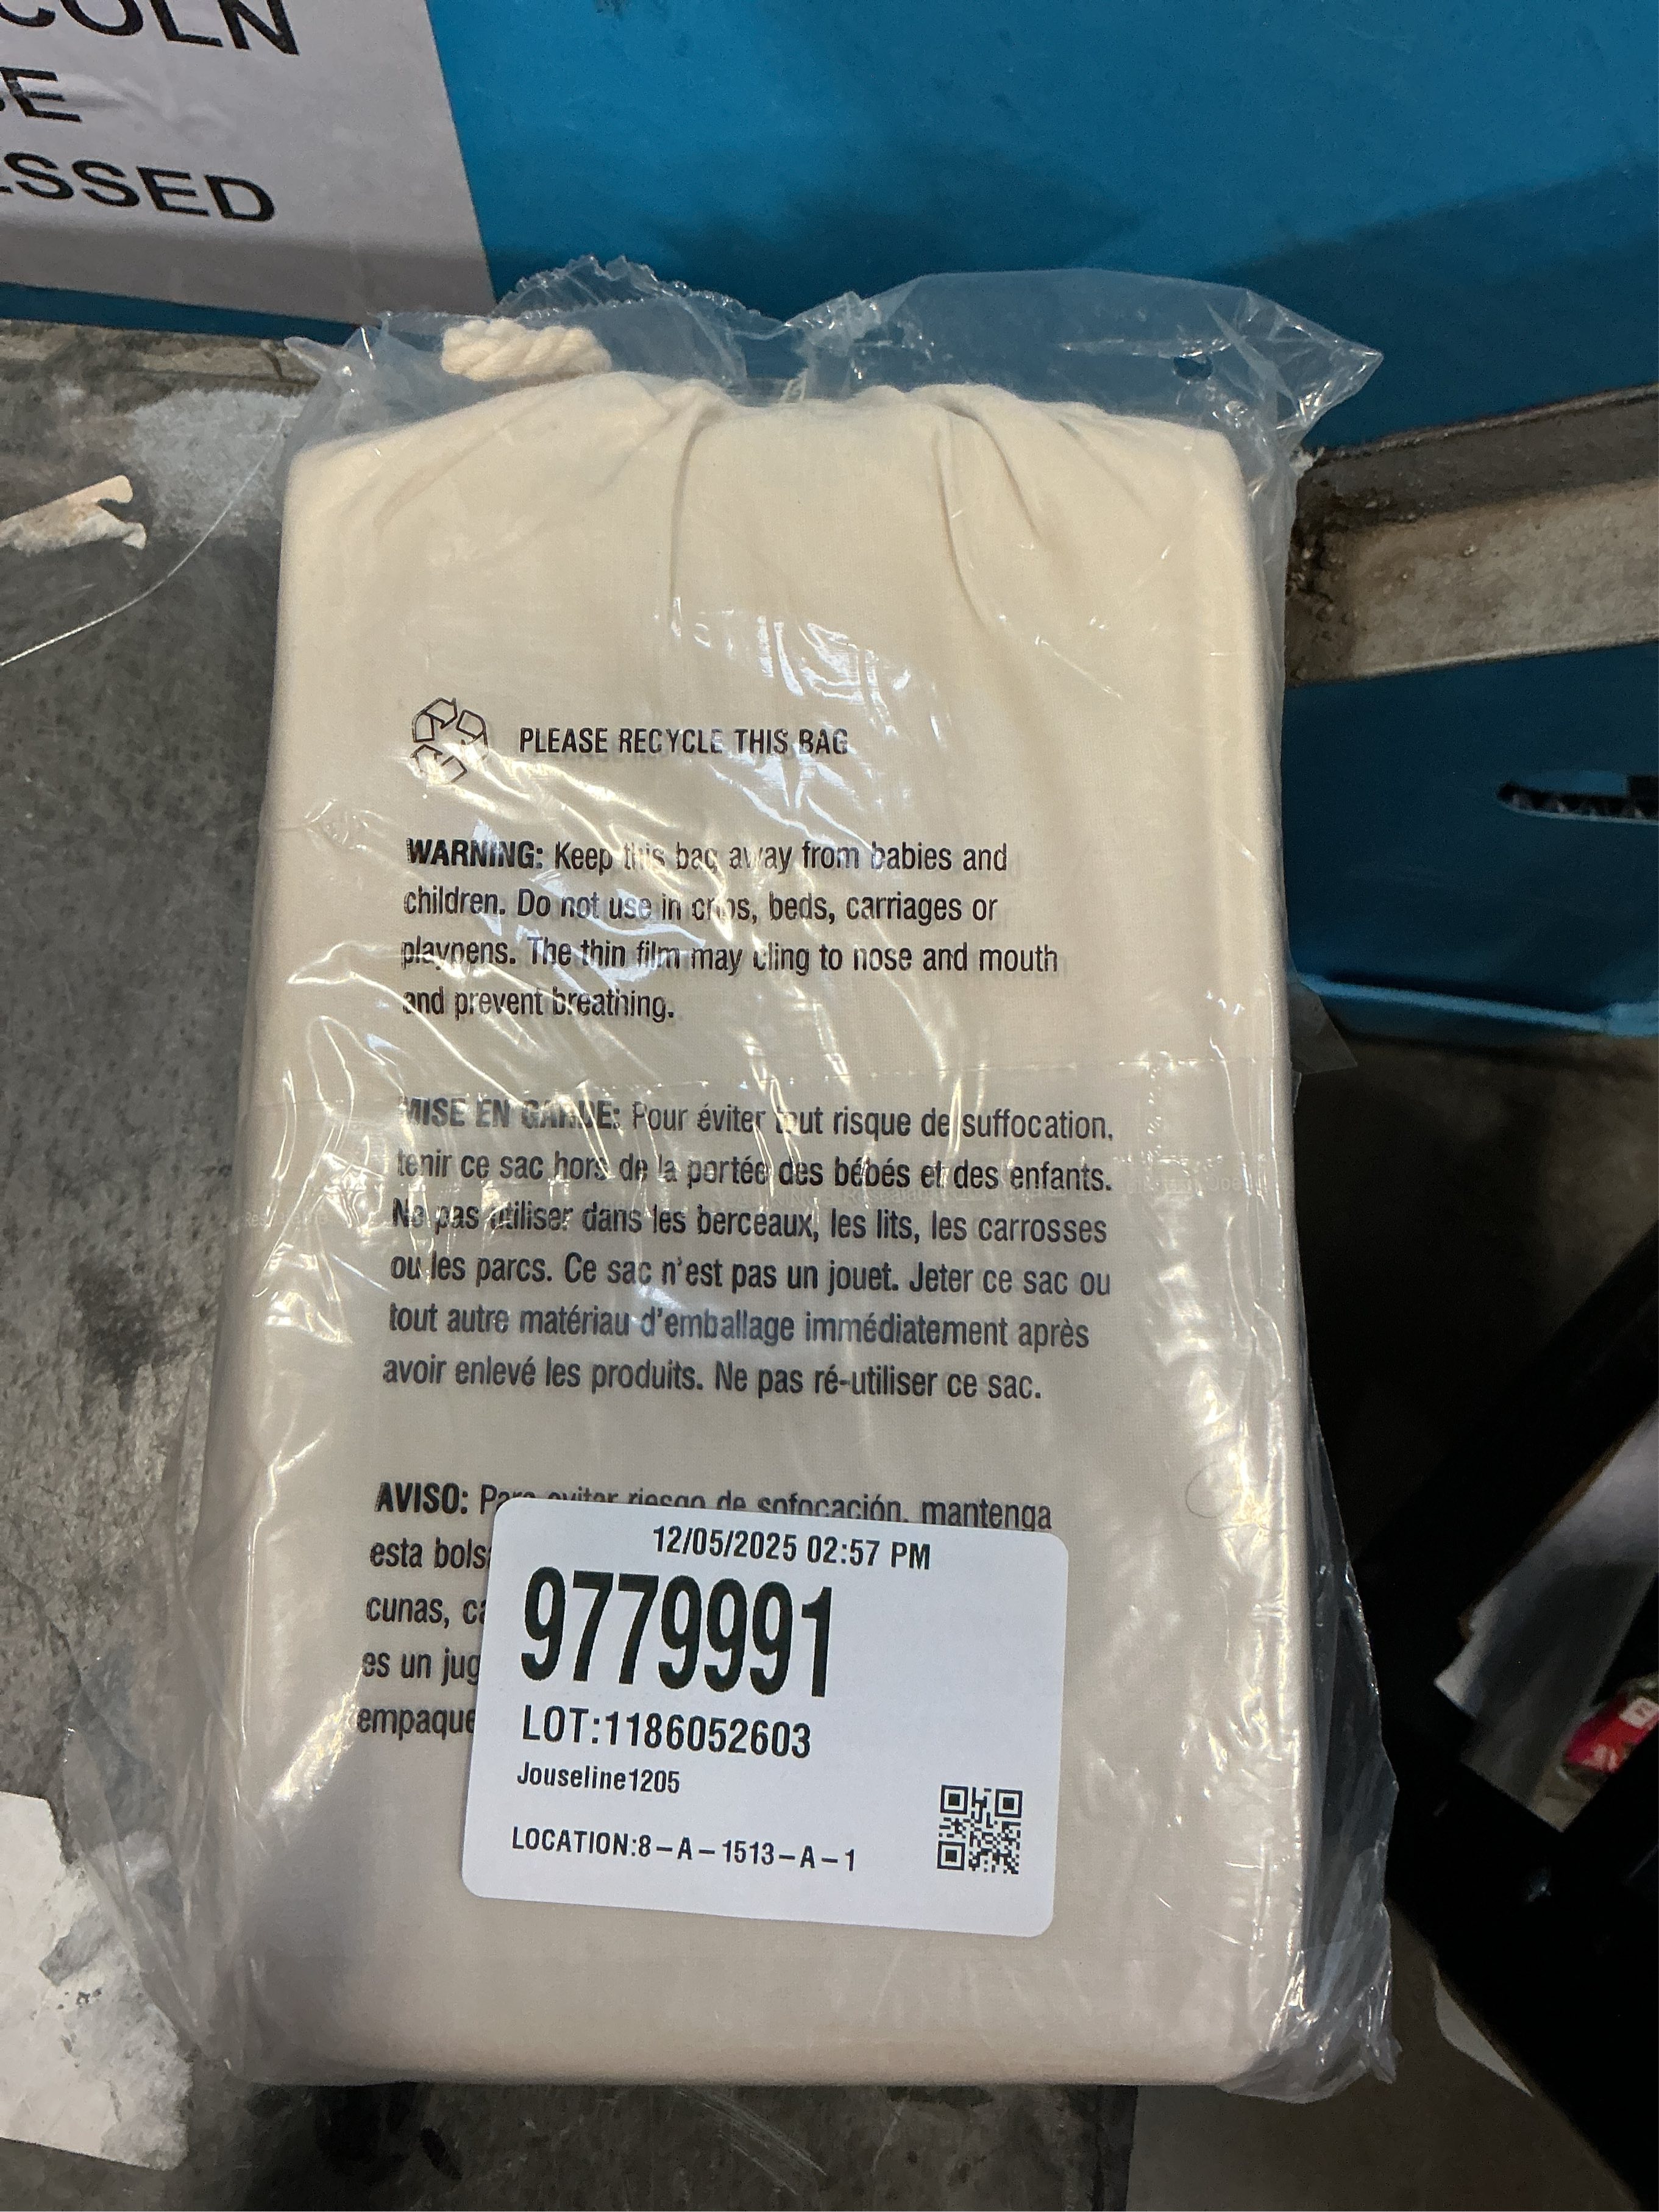 COLN
SE
ESSED
PLEASE RECYCLE THIS BAG
WARNING: Keep this bag away from babies and
children. Do not use in cribs, beds, carriages or
playpens. The thin film may cling to nose and mouth
and prevent breathing.
MISE EN GARDE: Pour éviter tout risque de suffocation,
tenir ce sac hors de la portée des bébés et des enfants.
Ne pas utiliser dans les berceaux, les lits, les carrosses
ou les parcs. Ce sac n'est pas un jouet. Jeter ce sac ou
tout autre matériau d'emballage immédiatement après
avoir enlevé les produits. Ne pas ré-utiliser ce sac.
AVISO: Para evitar riesgo de sofocación, mantenga
esta bols
cunas, ca
es un jug
empaque
12/05/2025 02:57 PM
9779991
LOT:1186052603
Jouseline1205
LOCATION:8-A-1513-A-1